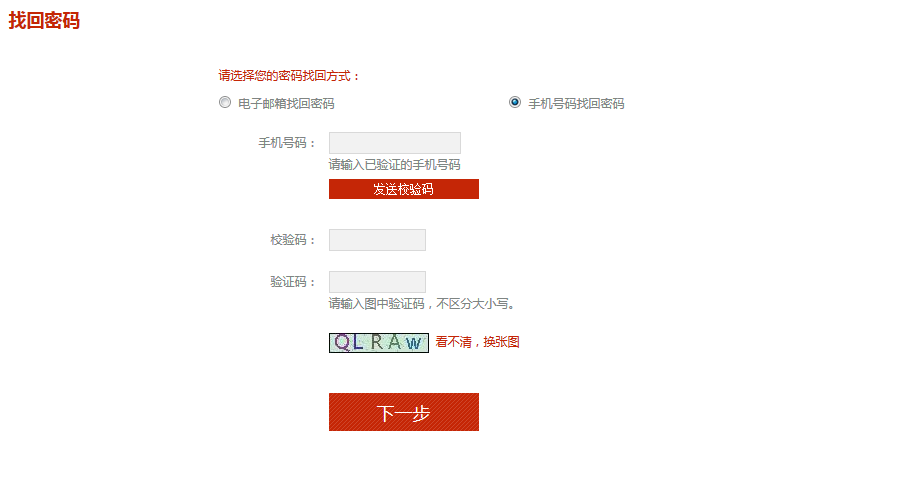 找回密码
请选择您的密码找回方式：
电子邮箱找回密码 手机号码找回密码
手机号码：
请输入已验证的手机号码
发送校验码
校验码：
验证码：
请输入图中验证码，不区分大小写。
QLRAw 看不清，换张图
下一步